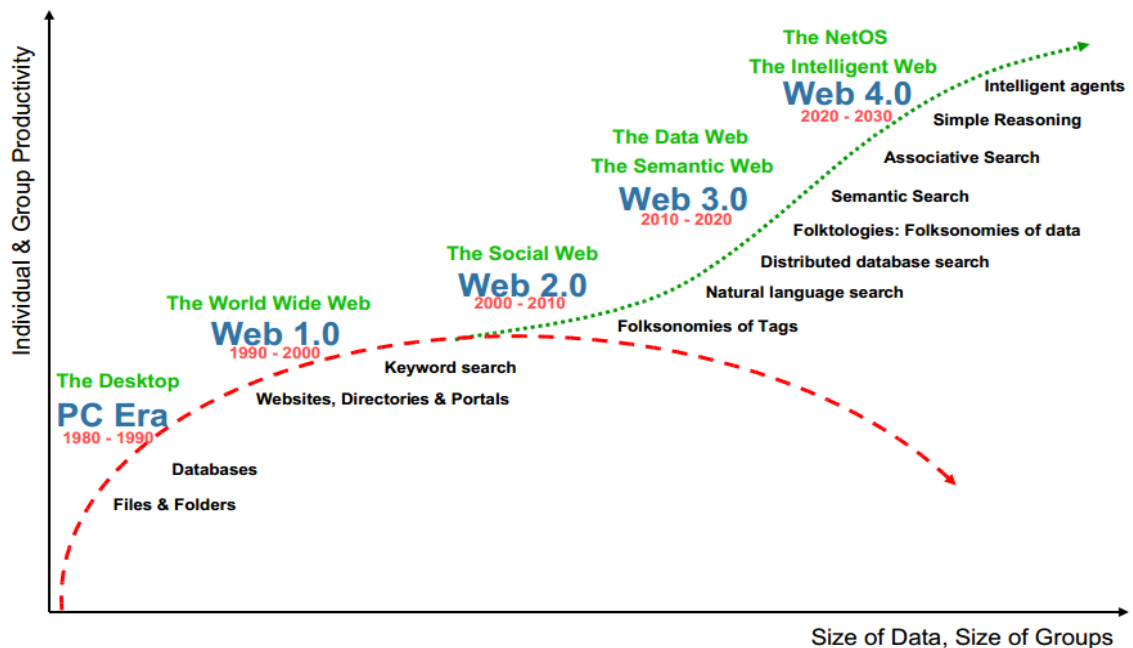 Individual & Group Productivity
The NetOS
The Intelligent Web
Web 4.0
2020 - 2030
Intelligent agents
Simple Reasoning
Associative Search
The Data Web
The Semantic Web
Web 3.0
2010 - 2020
Semantic Search
Folktologies: Folksonomies of data
Distributed database search
Natural language search
Folksonomies of Tags
The Social Web
Web 2.0
2000 - 2010
The World Wide Web
Web 1.0
1990 - 2000
Keyword search
Websites, Directories & Portals
The Desktop
PC Era
1980 - 1990
Databases
Files & Folders
Size of Data, Size of Groups